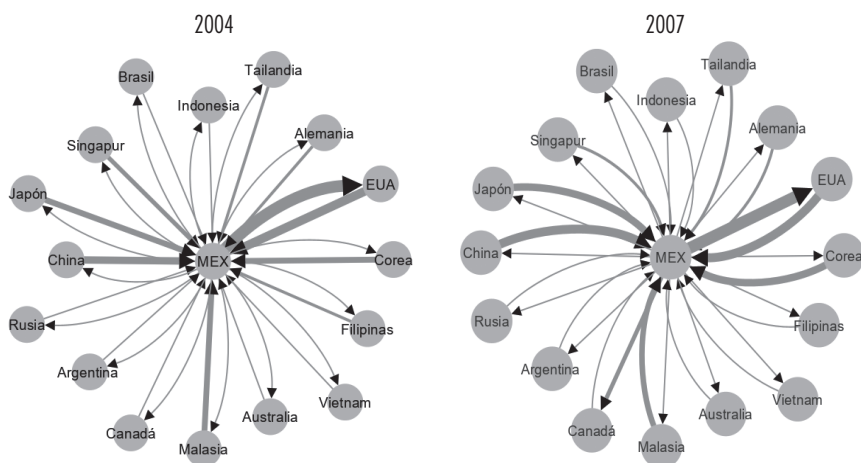 2004
Brasil
Tailandia
Indonesia
Singapur
Alemania
Japón
EUA
China
MEX
Corea
Rusia
Filipinas
Argentina
Canadá
Malasia
Australia
Vietnam
2007
Brasil
Tailandia
Indonesia
Singapur
Alemania
Japón
EUA
China
MEX
Corea
Rusia
Filipinas
Argentina
Canadá
Malasia
Australia
Vietnam